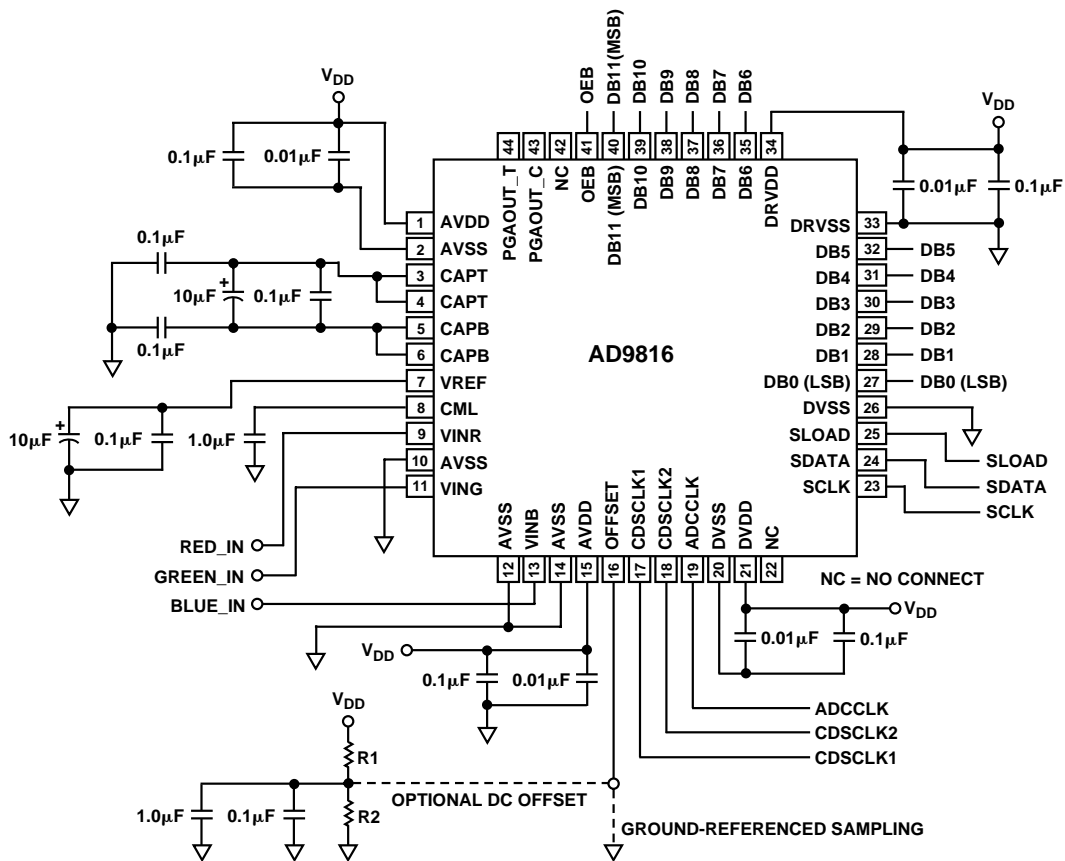 VDD
0.1μF
0.01μF
OEB
DB11(MSB)
DB10
DB9
DB8
DB7
DB6
VDD
0.01μF
0.1μF
44
43
42
41
40
39
38
37
36
35
34
PGAOUT_T
PGAOUT_C
NC
OEB
DB11 (MSB)
DB10
DB9
DB8
DB7
DB6
DRVDD
1 AVDD
2 AVSS
3 CAPT
4 CAPT
5 CAPB
6 CAPB
7 VREF
8 CML
9 VINR
10 AVSS
11 VING
0.1μF
10μF
+
0.1μF
0.1μF
10μF
+
0.1μF
1.0μF
AD9816
DRVSS 33
DB5 32 DB5
DB4 31 DB4
DB3 30 DB3
DB2 29 DB2
DB1 28 DB1
DB0 (LSB) 27 DB0 (LSB)
DVSS 26
SLOAD 25 SLOAD
SDATA 24 SDATA
SCLK 23 SCLK
AVSS
VINB
AVSS
AVDD
OFFSET
CDSCLK1
CDSCLK2
ADCCLK
DVSS
DVDD
NC
12
13
14
15
16
17
18
19
20
21
22
RED_IN
GREEN_IN
BLUE_IN
NC = NO CONNECT
VDD
0.01μF
0.1μF
VDD
0.1μF
0.01μF
ADCCLK
CDSCLK2
CDSCLK1
VDD
R1
R2
1.0μF
0.1μF
OPTIONAL DC OFFSET
GROUND-REFERENCED SAMPLING